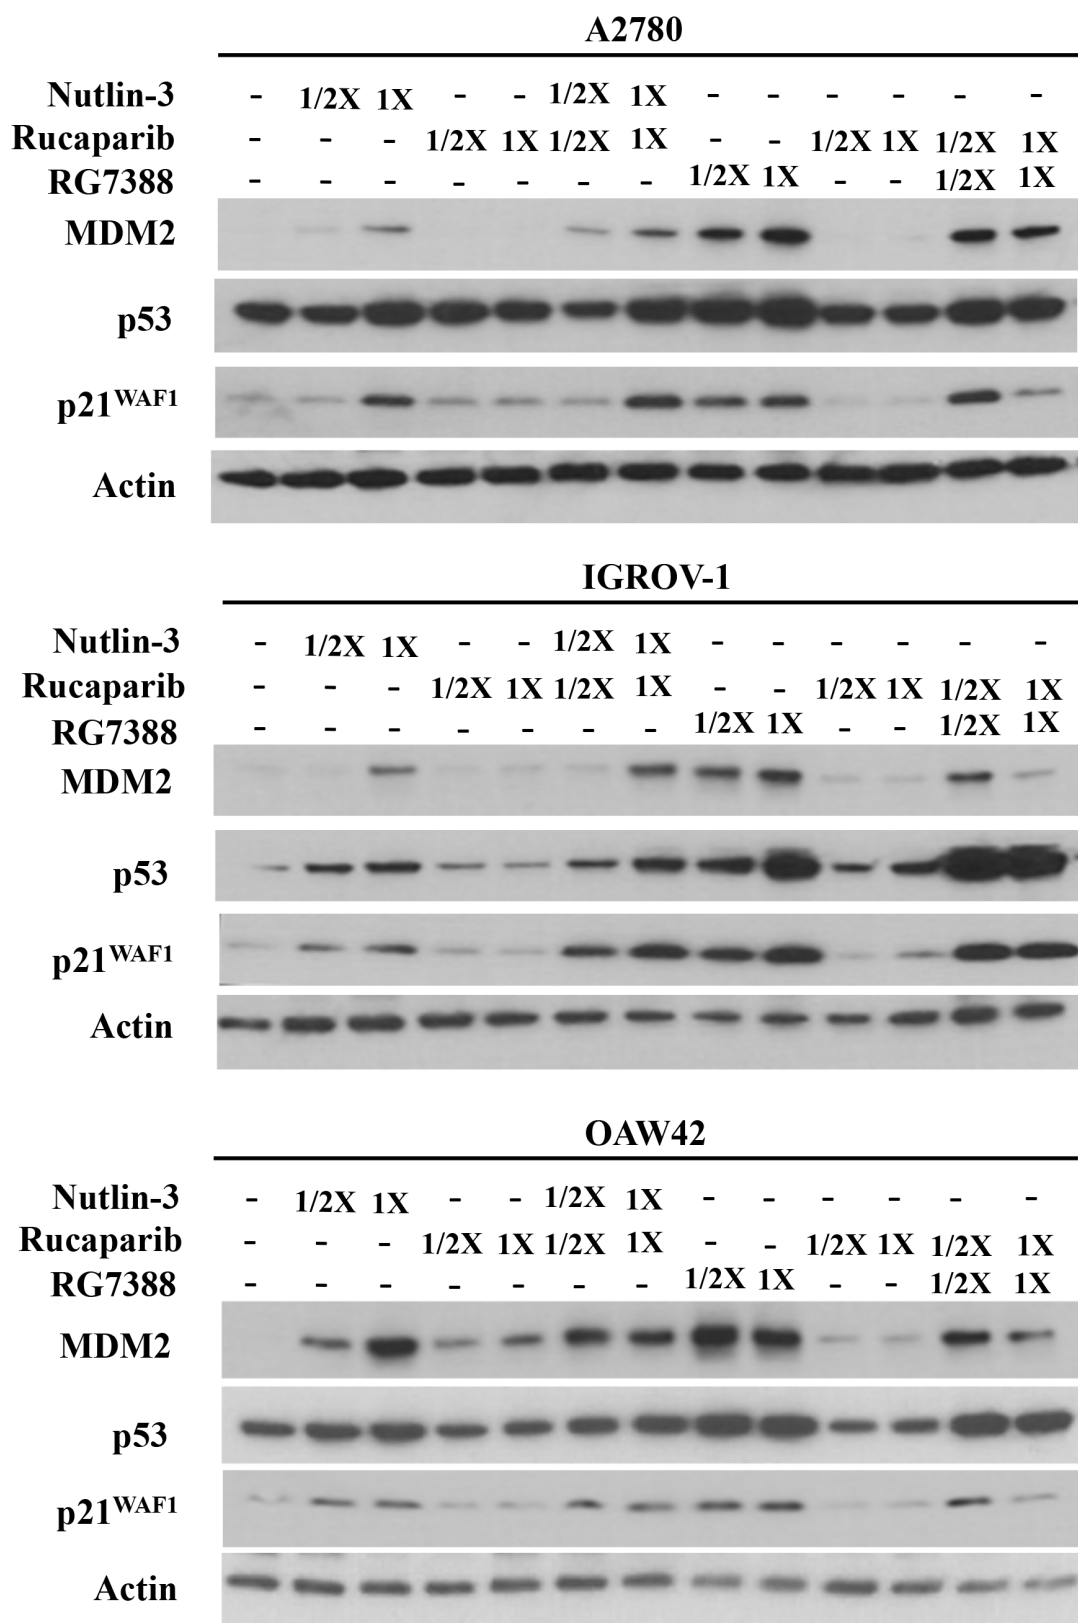 A2780
Nutlin-3 - 1/2X 1X - - 1/2X 1X - - - - - -
Rucaparib - - - 1/2X 1X 1/2X 1X - - 1/2X 1X 1/2X 1X
RG7388 - - - - - - - 1/2X 1X - - 1/2X 1X
MDM2
p53
p21WAF1
Actin
IGROV-1
Nutlin-3 - 1/2X 1X - - 1/2X 1X - - - - - -
Rucaparib - - - 1/2X 1X 1/2X 1X - - 1/2X 1X 1/2X 1X
RG7388 - - - - - - - 1/2X 1X - - 1/2X 1X
MDM2
p53
p21WAF1
Actin
OAW42
Nutlin-3 - 1/2X 1X - - 1/2X 1X - - - - - -
Rucaparib - - - 1/2X 1X 1/2X 1X - - 1/2X 1X 1/2X 1X
RG7388 - - - - - - - 1/2X 1X - - 1/2X 1X
MDM2
p53
p21WAF1
Actin